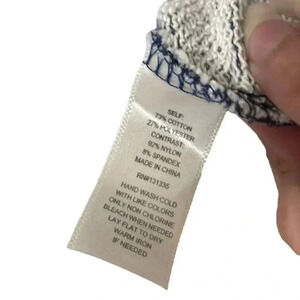 SELF:
73% COTTON
27% POLYESTER
CONTRAST:
92% NYLON
8% SPANDEX
MADE IN CHINA
RN#131335
HAND WASH COLD
WITH LIKE COLORS
ONLY NON CHLORINE
BLEACH WHEN NEEDED
LAY FLAT TO DRY
WARM IRON
IF NEEDED